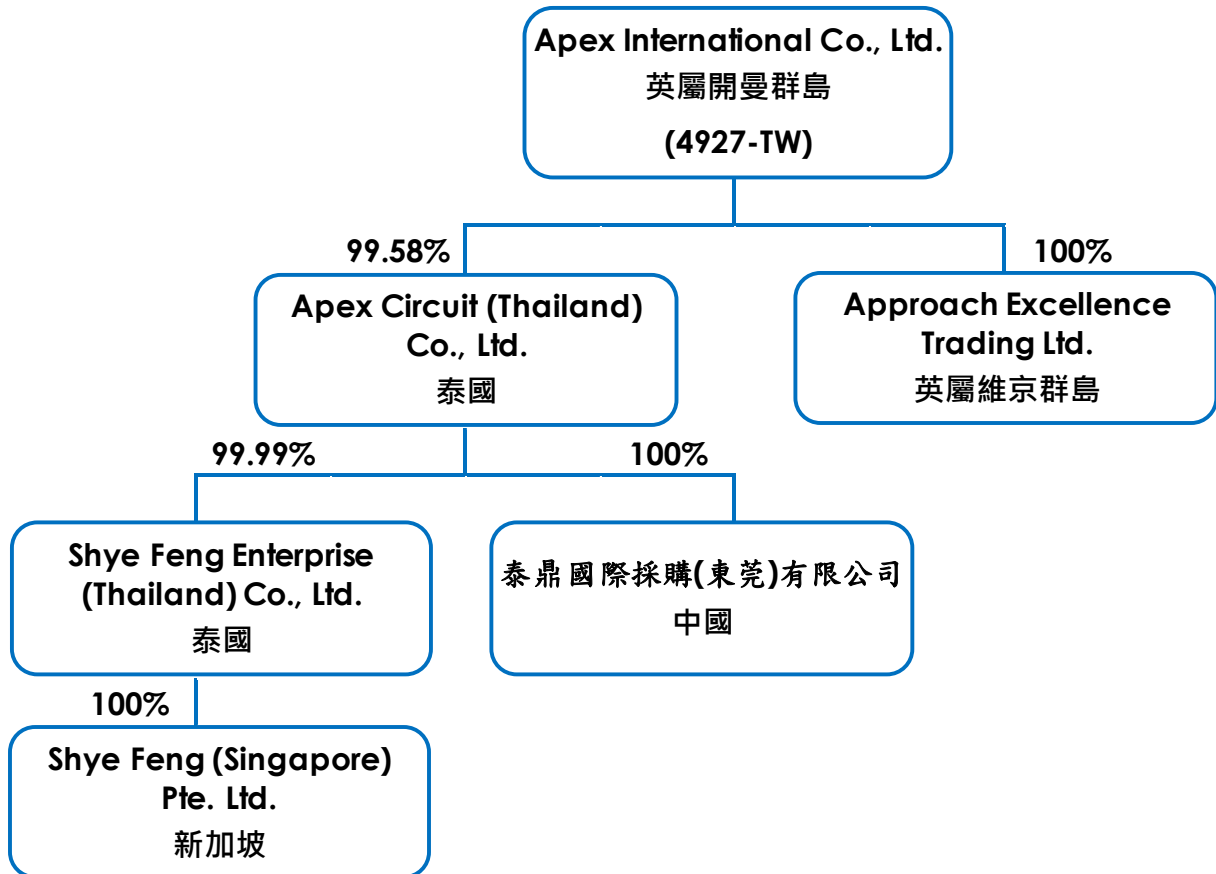 Apex International Co., Ltd.
英屬開曼群島
(4927-TW)
99.58%
100%
Apex Circuit (Thailand)
Co., Ltd.
泰國
Approach Excellence
Trading Ltd.
英屬維京群島
99.99%
100%
Shye Feng Enterprise
(Thailand) Co., Ltd.
泰國
泰鼎國際採購(東莞)有限公司
中國
100%
Shye Feng (Singapore)
Pte. Ltd.
新加坡